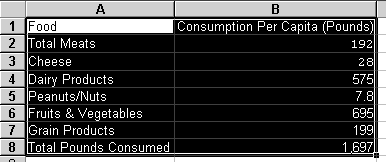 A B
1 Food Consumption Per Capita (Pounds)
2 Total Meats 192
3 Cheese 28
4 Dairy Products 575
5 Peanuts/Nuts 7.8
6 Fruits & Vegetables 695
7 Grain Products 199
8 Total Pounds Consumed 1,697